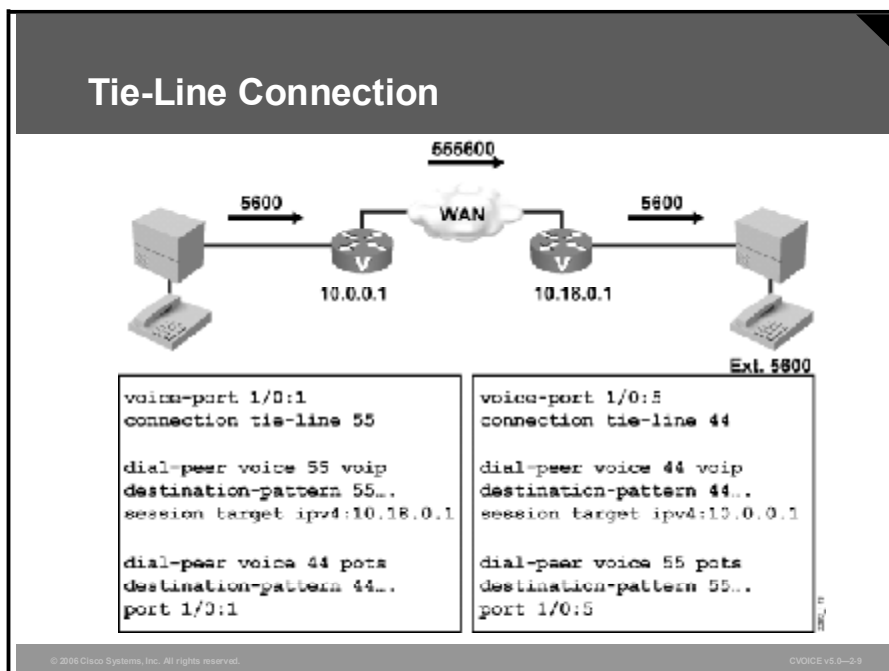 Tie-Line Connection
555600
5600
WAN
5600
V
V
10.0.0.1
10.18.0.1
Ext. 5600
voice-port 1/0:1
connection tie-line 55
dial-peer voice 55 voip
destination-pattern 55....
session target ipv4:10.18.0.1
dial-peer voice 44 pots
destination-pattern 44....
port 1/0:1
voice-port 1/0:5
connection tie-line 44
dial-peer voice 44 voip
destination-pattern 44....
session target ipv4:10.0.0.1
dial-peer voice 55 pots
destination-pattern 55....
port 1/0:5
© 2006 Cisco Systems, Inc. All rights reserved.
CVOICE v5.0—2-9